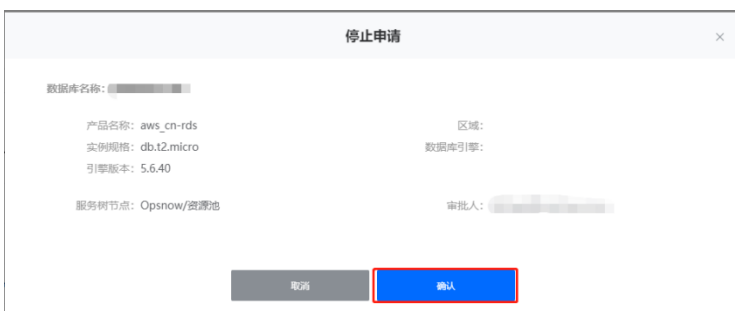 停止申请
数据库名称：
产品名称： aws_cn-rds 区域：
实例规格： db.t2.micro 数据库引擎：
引擎版本： 5.6.40
服务树节点： Opsnow/资源池 审批人：
取消 确认